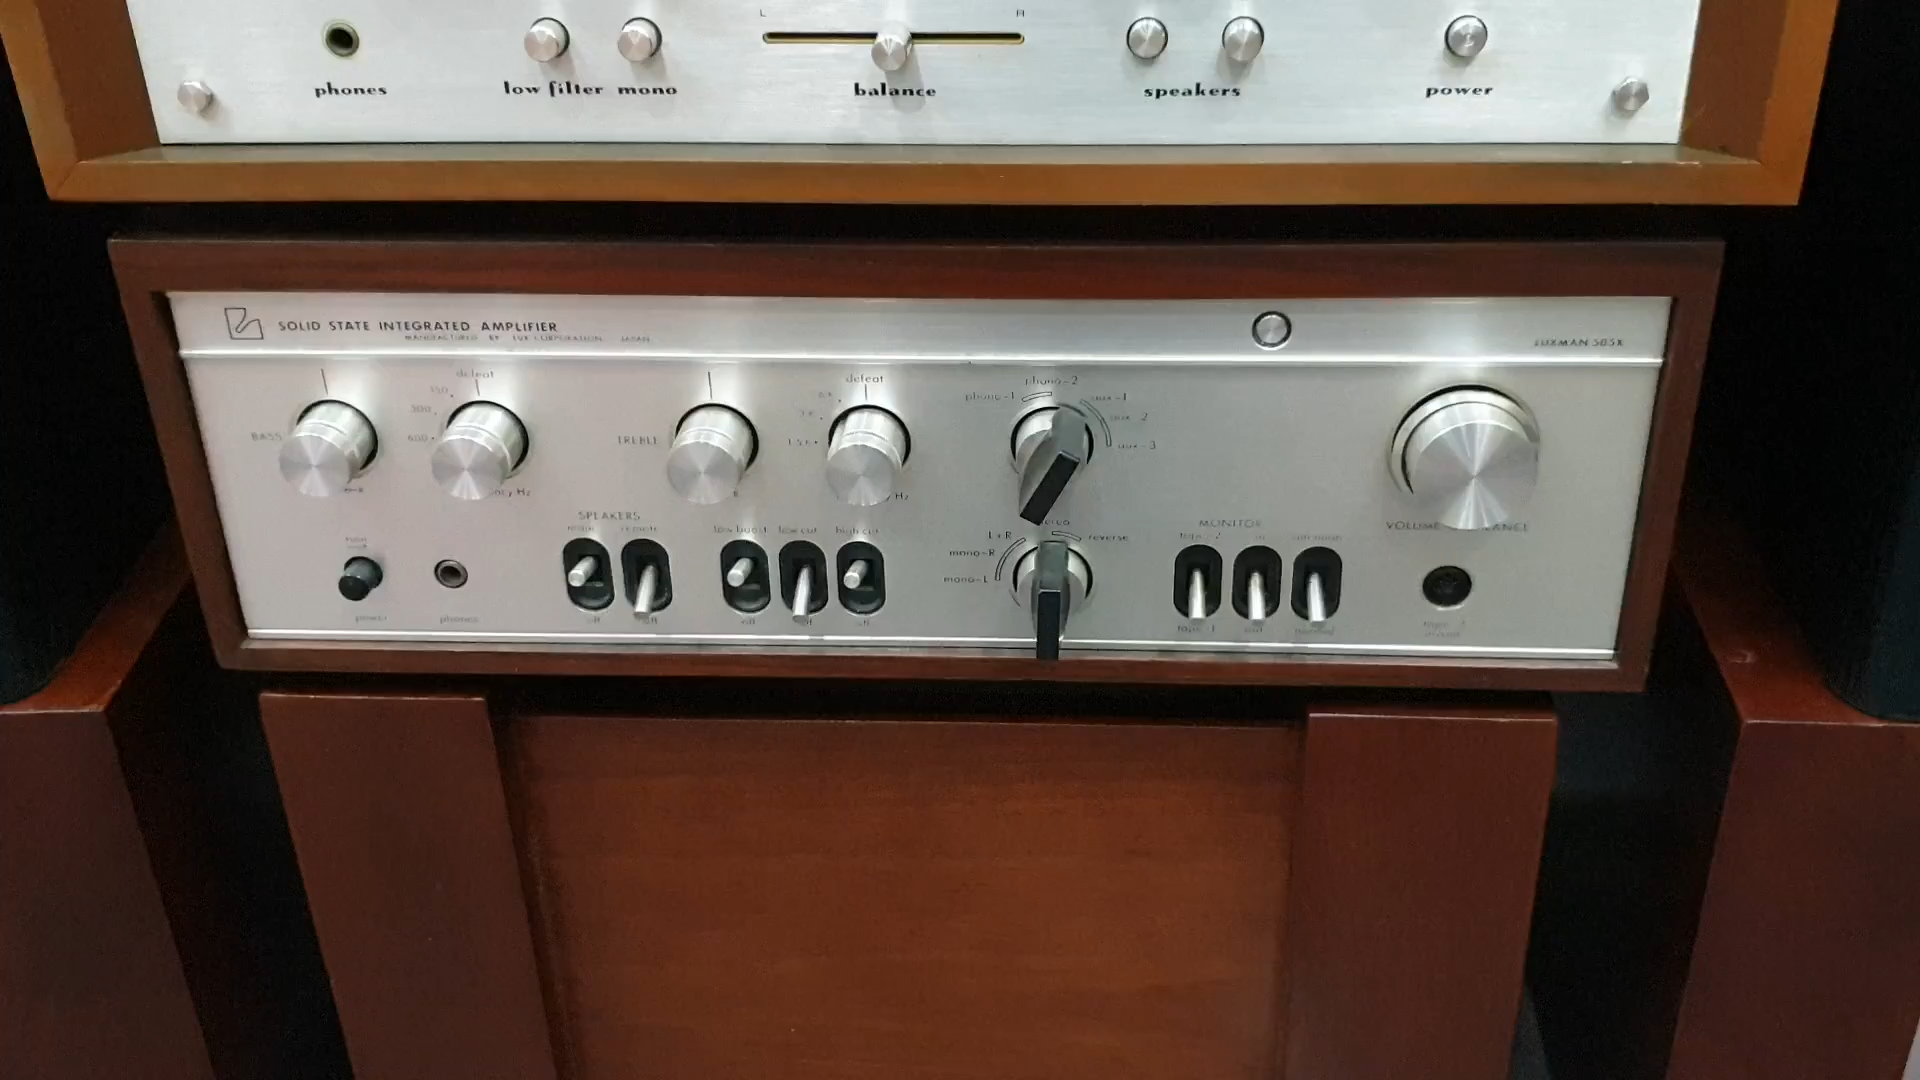 L R
phones low filter mono balance speakers power
SOLID STATE INTEGRATED AMPLIFIER
MANUFACTURED BY LUX CORPORATION JAPAN
LUXMAN 505X
defeat defeat phono-2
150 phono-1 aux-1
300 aux-2
BASS 600 TREBLE aux-3
Hz Hz
SPEAKERS MONITOR VOLUME
low boost low cut high cut L+R reverse tape-2
mono-R
mono-L
power phones off off off off off tape-1